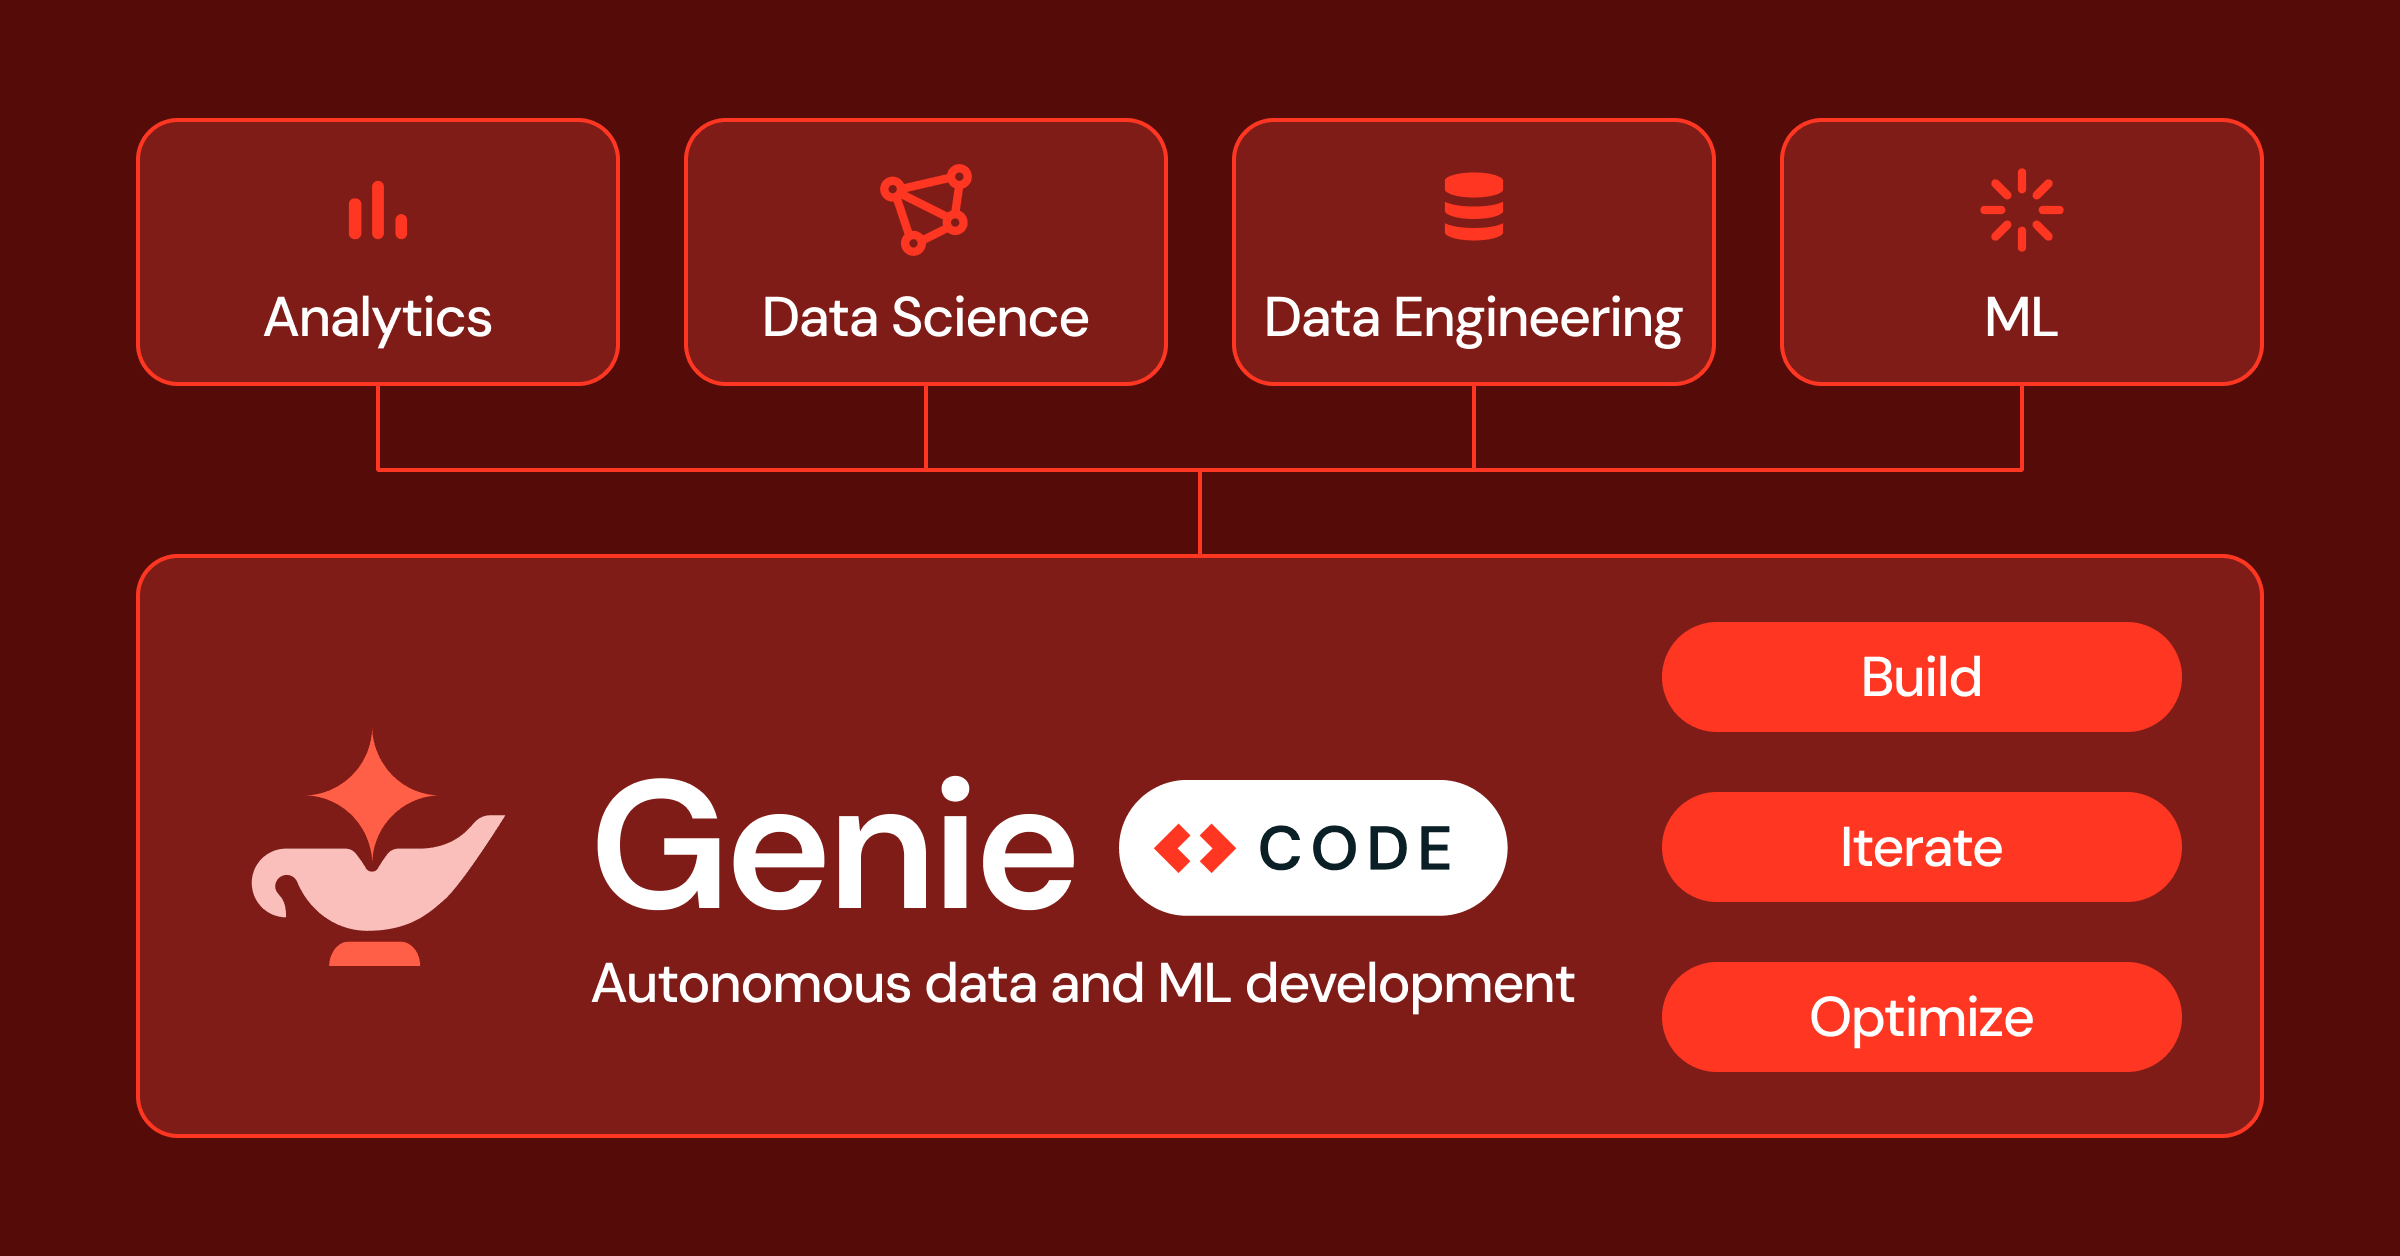 Analytics
Data Science
Data Engineering
ML
Genie
CODE
Autonomous data and ML development
Build
Iterate
Optimize